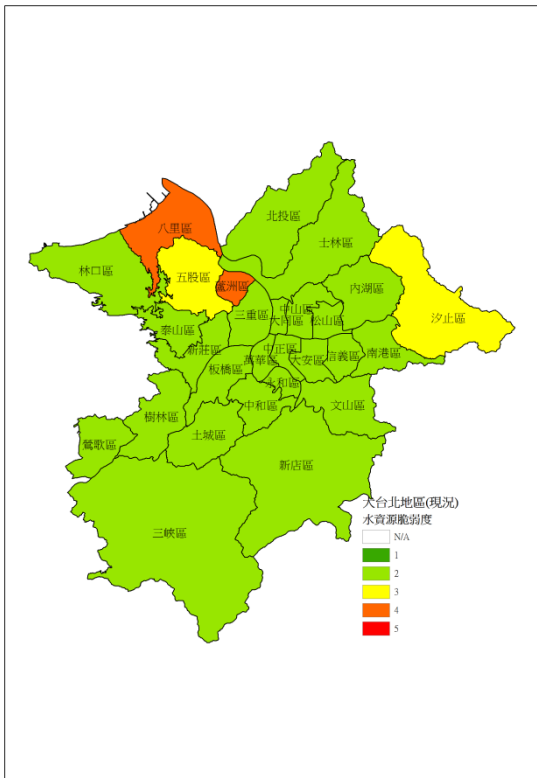 北投區
八里區
士林區
林口區
五股區
蘆洲區
內湖區
三重區
中山區
大同區
松山區
汐止區
泰山區
新莊區
中正區
萬華區
大安區
信義區
南港區
板橋區
永和區
中和區
文山區
樹林區
土城區
鶯歌區
新店區
三峽區
大台北地區(現況)
水資源脆弱度
N/A
1
2
3
4
5